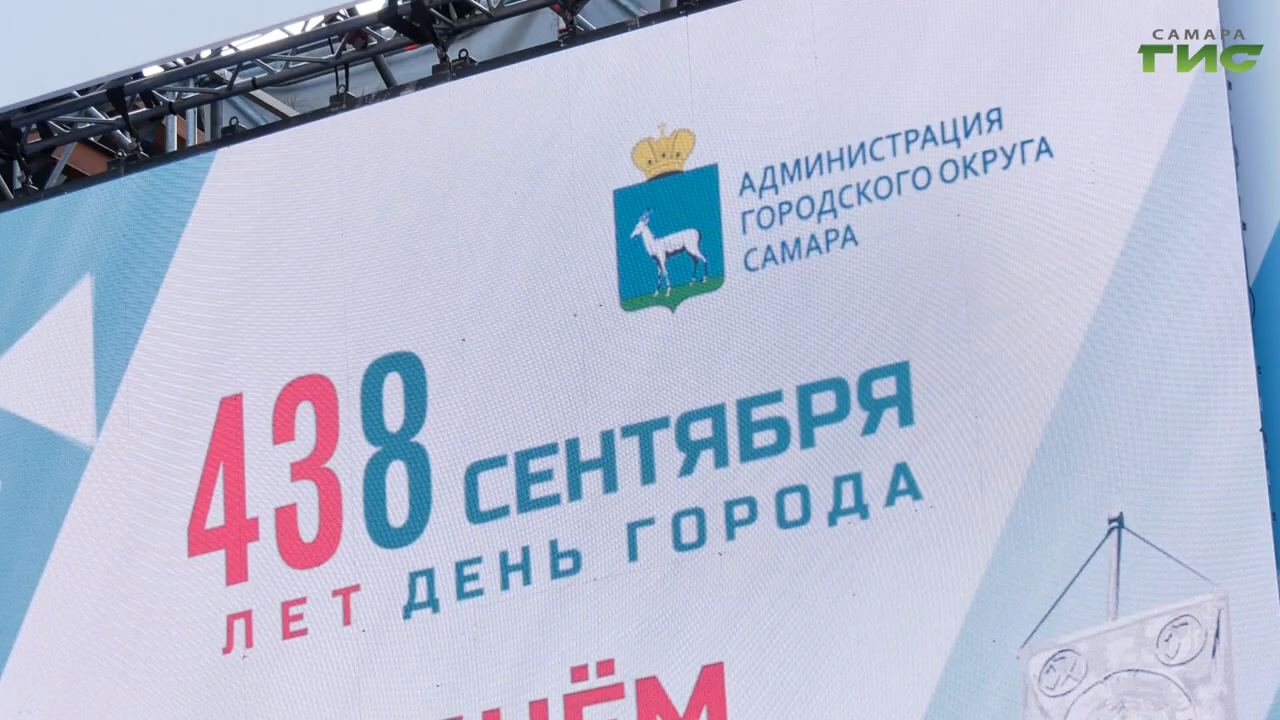 САМАРА
ГИС
АДМИНИСТРАЦИЯ
ГОРОДСКОГО ОКРУГА
САМАРА
438 СЕНТЯБРЯ
ЛЕТ ДЕНЬ ГОРОДА